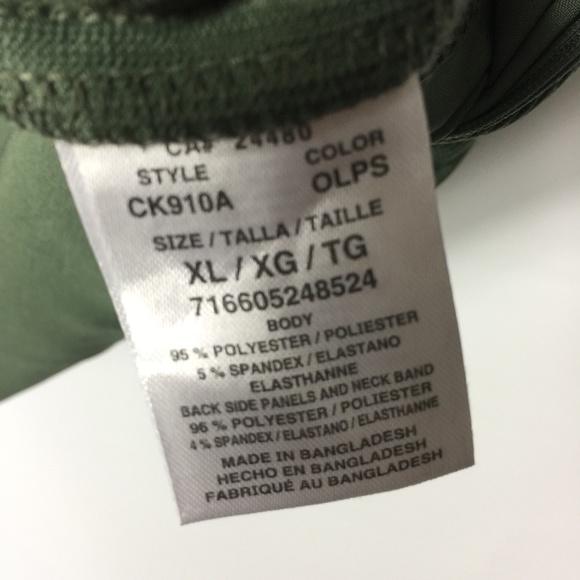 CA# 24480
STYLE COLOR
CK910A OLPS
SIZE / TALLA / TAILLE
XL / XG / TG
716605248524
BODY
95 % POLYESTER / POLIESTER
5 % SPANDEX / ELASTANO
ELASTHANNE
BACK SIDE PANELS AND NECK BAND
96 % POLYESTER / POLIESTER
4 % SPANDEX / ELASTANO / ELASTHANNE
MADE IN BANGLADESH
HECHO EN BANGLADESH
FABRIQUÉ AU BANGLADESH